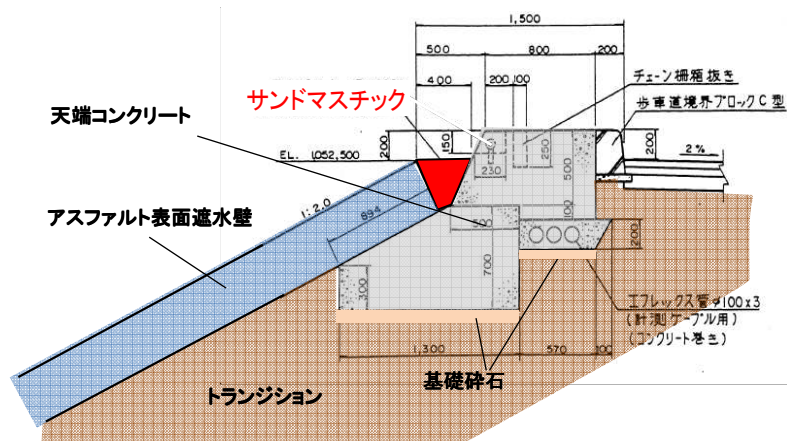 1,500
500
800
200
400
200
100
チェーン柵箱抜き
サンドマスチック
歩車道境界ブロックC型
天端コンクリート
200
150
250
200
2%
EL. 1,052,500
230
500
1:2.0
894
100
アスファルト表面遮水壁
500
200
700
300
エフレックス管φ100x3
(計測ケーブル用)
(コンクリート巻き)
1,300
570
200
基礎砕石
トランジション